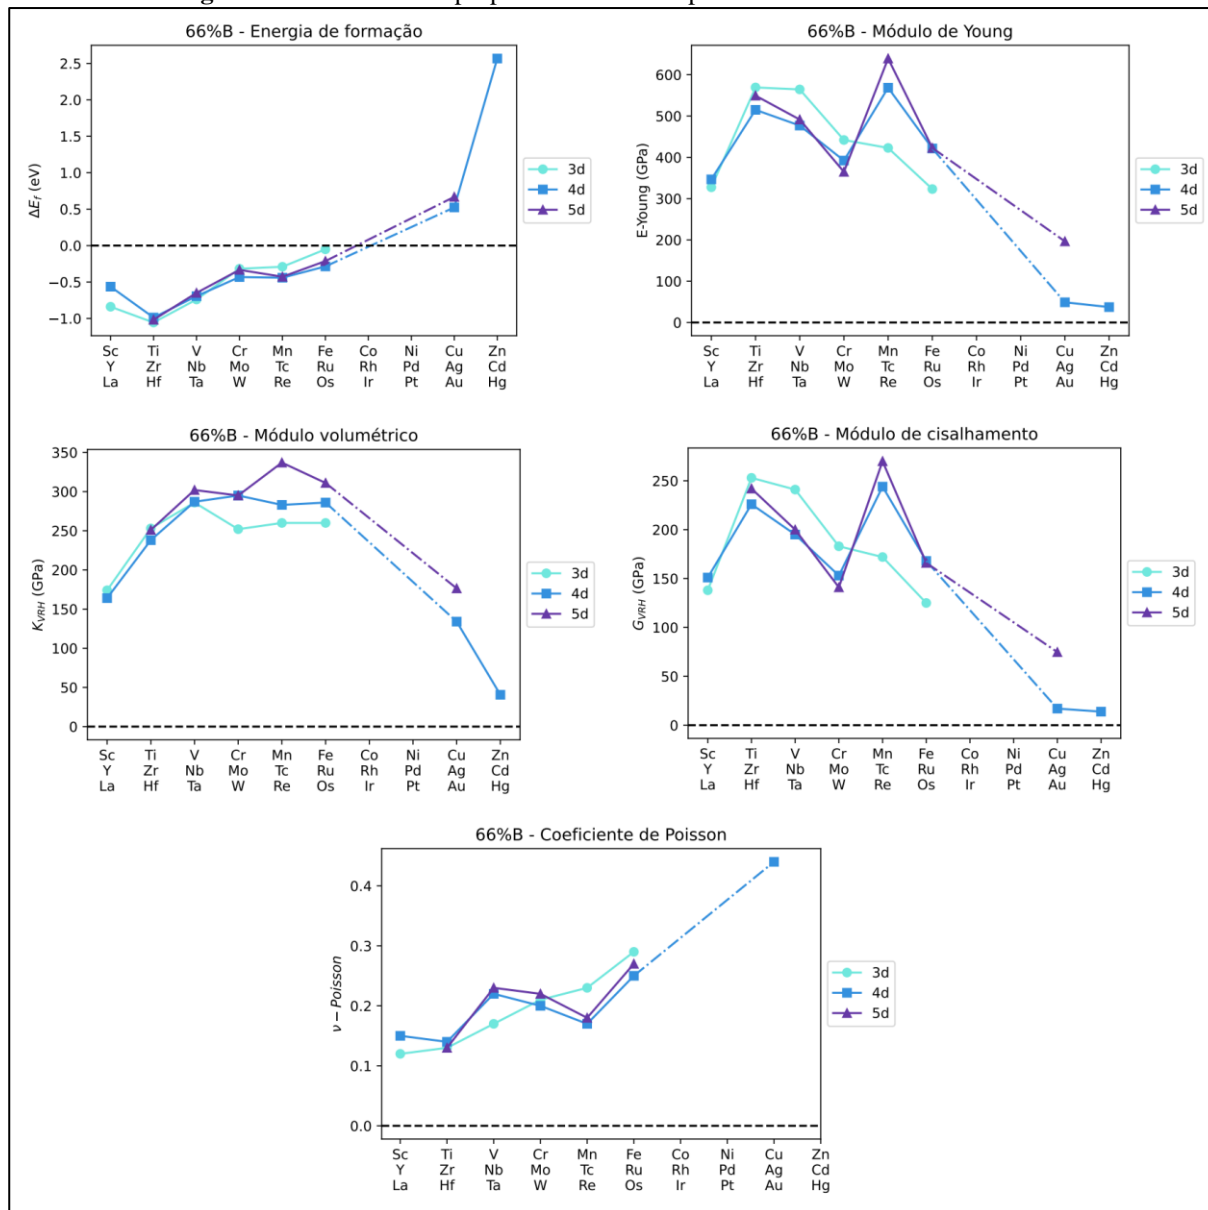 66%B - Energia de formação
2.5
2.0
1.5
1.0
0.5
0.0
−0.5
−1.0
ΔE_f (eV)
Sc Ti V Cr Mn Fe Co Ni Cu Zn
Y Zr Nb Mo Tc Ru Rh Pd Ag Cd
La Hf Ta W Re Os Ir Pt Au Hg
3d
4d
5d
66%B - Módulo de Young
600
500
400
300
200
100
0
E-Young (GPa)
Sc Ti V Cr Mn Fe Co Ni Cu Zn
Y Zr Nb Mo Tc Ru Rh Pd Ag Cd
La Hf Ta W Re Os Ir Pt Au Hg
3d
4d
5d
66%B - Módulo volumétrico
350
300
250
200
150
100
50
0
K_VRH (GPa)
Sc Ti V Cr Mn Fe Co Ni Cu Zn
Y Zr Nb Mo Tc Ru Rh Pd Ag Cd
La Hf Ta W Re Os Ir Pt Au Hg
3d
4d
5d
66%B - Módulo de cisalhamento
250
200
150
100
50
0
G_VRH (GPa)
Sc Ti V Cr Mn Fe Co Ni Cu Zn
Y Zr Nb Mo Tc Ru Rh Pd Ag Cd
La Hf Ta W Re Os Ir Pt Au Hg
3d
4d
5d
66%B - Coeficiente de Poisson
0.4
0.3
0.2
0.1
0.0
ν − Poisson
Sc Ti V Cr Mn Fe Co Ni Cu Zn
Y Zr Nb Mo Tc Ru Rh Pd Ag Cd
La Hf Ta W Re Os Ir Pt Au Hg
3d
4d
5d